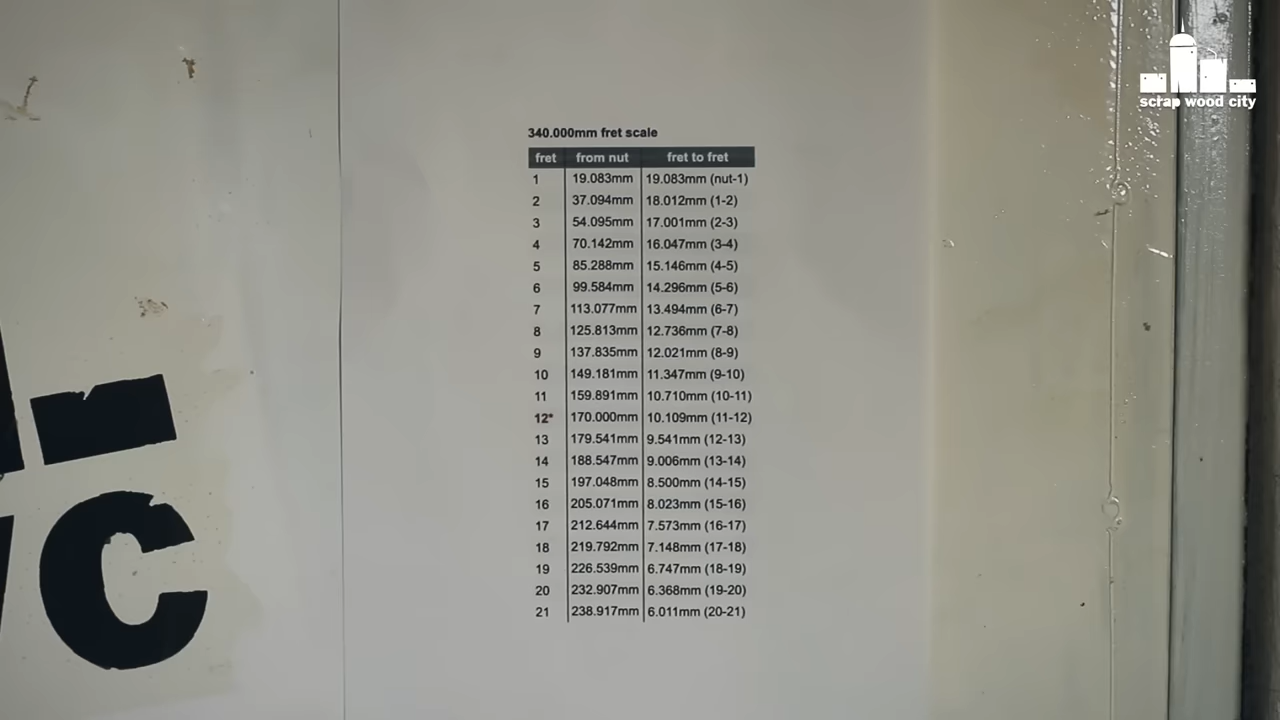 scrap wood city
340.000mm fret scale
fret from nut fret to fret
1 19.083mm 19.083mm (nut-1)
2 37.094mm 18.012mm (1-2)
3 54.095mm 17.001mm (2-3)
4 70.142mm 16.047mm (3-4)
5 85.288mm 15.146mm (4-5)
6 99.584mm 14.296mm (5-6)
7 113.077mm 13.494mm (6-7)
8 125.813mm 12.736mm (7-8)
9 137.835mm 12.021mm (8-9)
10 149.181mm 11.347mm (9-10)
11 159.891mm 10.710mm (10-11)
12* 170.000mm 10.109mm (11-12)
13 179.541mm 9.541mm (12-13)
14 188.547mm 9.006mm (13-14)
15 197.048mm 8.500mm (14-15)
16 205.071mm 8.023mm (15-16)
17 212.644mm 7.573mm (16-17)
18 219.792mm 7.148mm (17-18)
19 226.539mm 6.747mm (18-19)
20 232.907mm 6.368mm (19-20)
21 238.917mm 6.011mm (20-21)